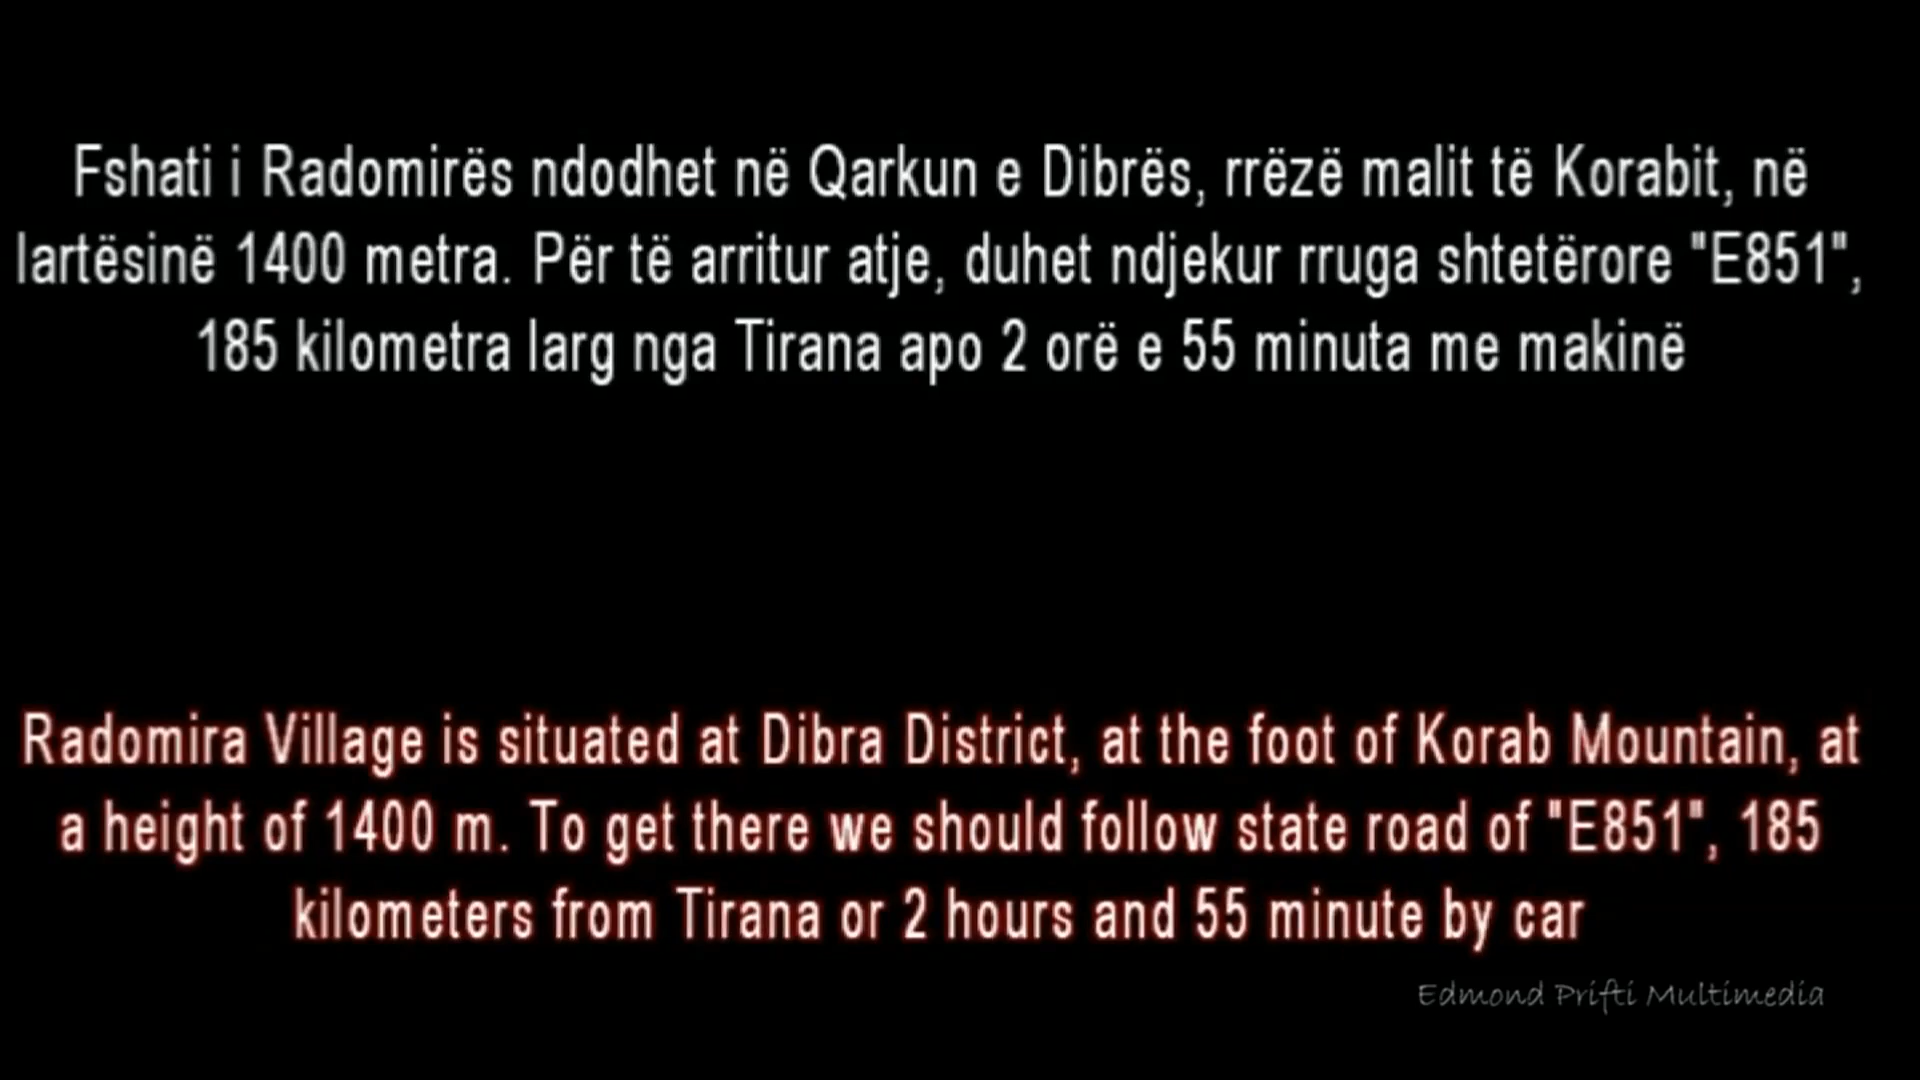 Fshati i Radomirës ndodhet në Qarkun e Dibrës, rrëzë malit të Korabit, në
lartësinë 1400 metra. Për të arritur atje, duhet ndjekur rruga shtetërore "E851",
185 kilometra larg nga Tirana apo 2 orë e 55 minuta me makinë
Radomira Village is situated at Dibra District, at the foot of Korab Mountain, at
a height of 1400 m. To get there we should follow state road of "E851", 185
kilometers from Tirana or 2 hours and 55 minute by car
Edmond Prifti Multimedia